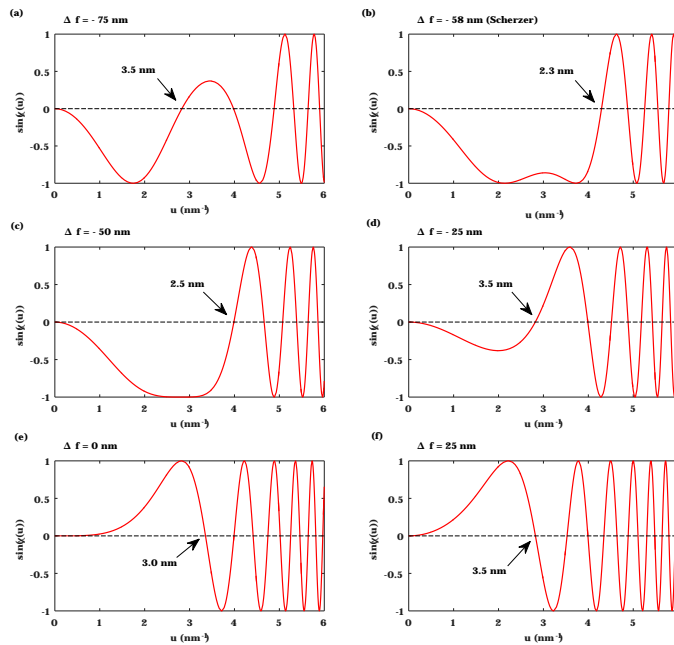 (a)
Δ f = - 75 nm
1
0.5
0
-0.5
-1
sin(χ(u))
3.5 nm
0 1 2 3 4 5 6
u (nm⁻¹)
(b)
Δ f = - 58 nm (Scherzer)
1
0.5
0
-0.5
-1
sin(χ(u))
2.3 nm
0 1 2 3 4 5
u (nm⁻¹)
(c)
Δ f = - 50 nm
1
0.5
0
-0.5
-1
sin(χ(u))
2.5 nm
0 1 2 3 4 5 6
u (nm⁻¹)
(d)
Δ f = - 25 nm
1
0.5
0
-0.5
-1
sin(χ(u))
3.5 nm
0 1 2 3 4 5
u (nm⁻¹)
(e)
Δ f = 0 nm
1
0.5
0
-0.5
-1
sin(χ(u))
3.0 nm
0 1 2 3 4 5 6
u (nm⁻¹)
(f)
Δ f = 25 nm
1
0.5
0
-0.5
-1
sin(χ(u))
3.5 nm
0 1 2 3 4 5
u (nm⁻¹)